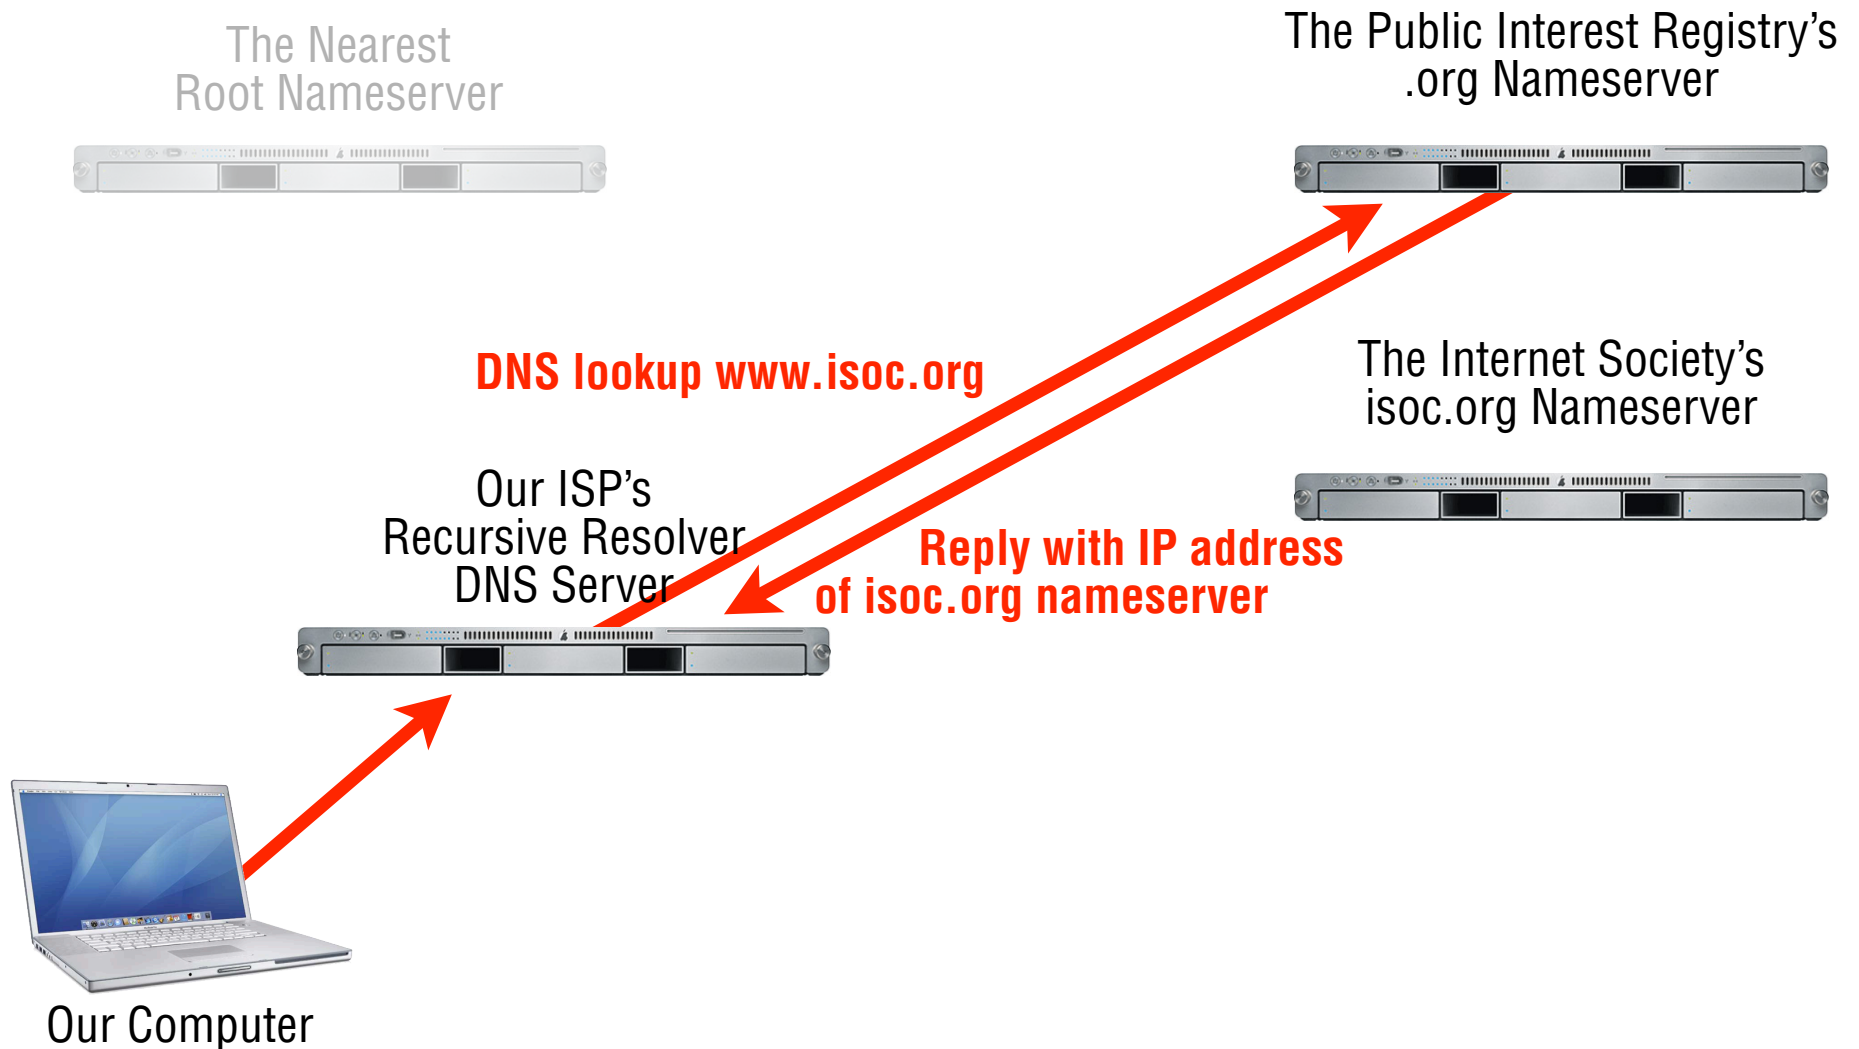 The Nearest
Root Nameserver
The Public Interest Registry’s
.org Nameserver
DNS lookup www.isoc.org
The Internet Society’s
isoc.org Nameserver
Our ISP’s
Recursive Resolver
DNS Server
Reply with IP address
of isoc.org nameserver
Our Computer